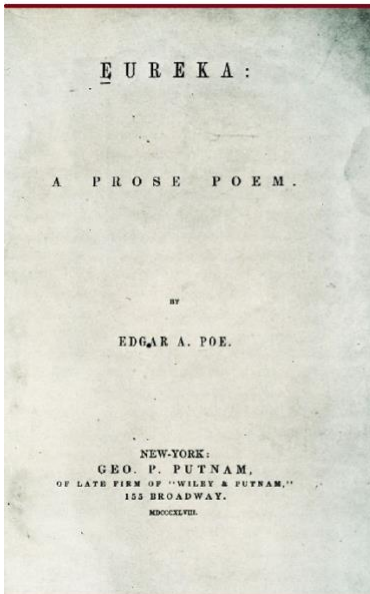 EUREKA:
A PROSE POEM.
BY
EDGAR A. POE.
NEW-YORK:
GEO. P. PUTNAM,
OF LATE FIRM OF "WILEY & PUTNAM,"
155 BROADWAY.
MDCCCXLVIII.